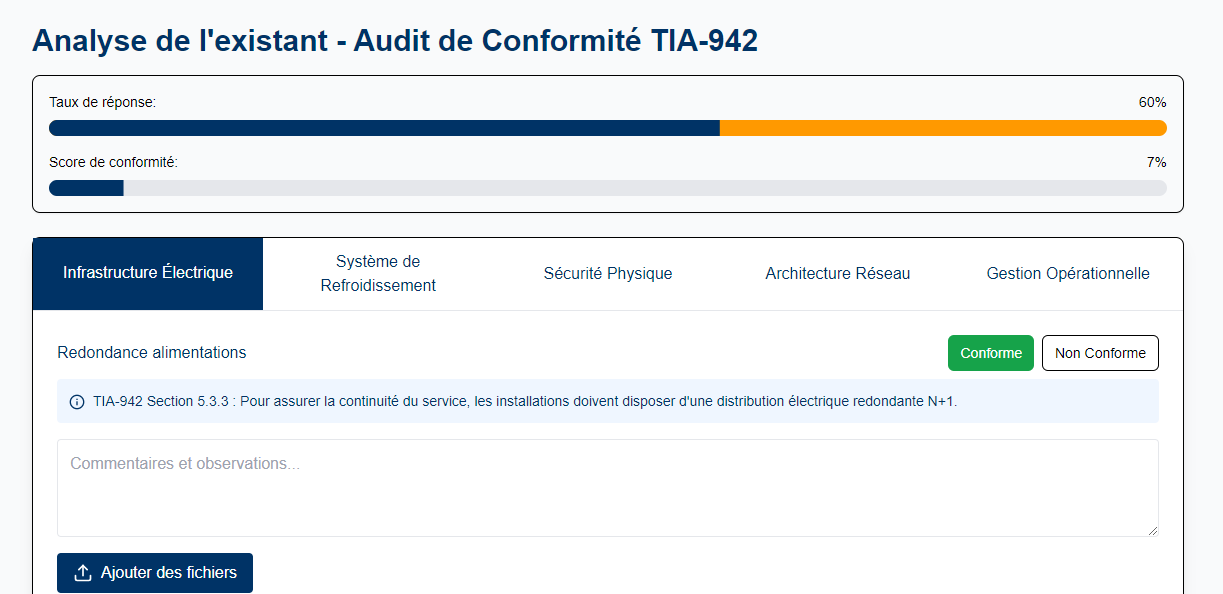 Analyse de l'existant - Audit de Conformité TIA-942
Taux de réponse: 60%
Score de conformité: 7%
Infrastructure Électrique
Système de
Refroidissement
Sécurité Physique
Architecture Réseau
Gestion Opérationnelle
Redondance alimentations
Conforme
Non Conforme
TIA-942 Section 5.3.3 : Pour assurer la continuité du service, les installations doivent disposer d'une distribution électrique redondante N+1.
Commentaires et observations...
Ajouter des fichiers